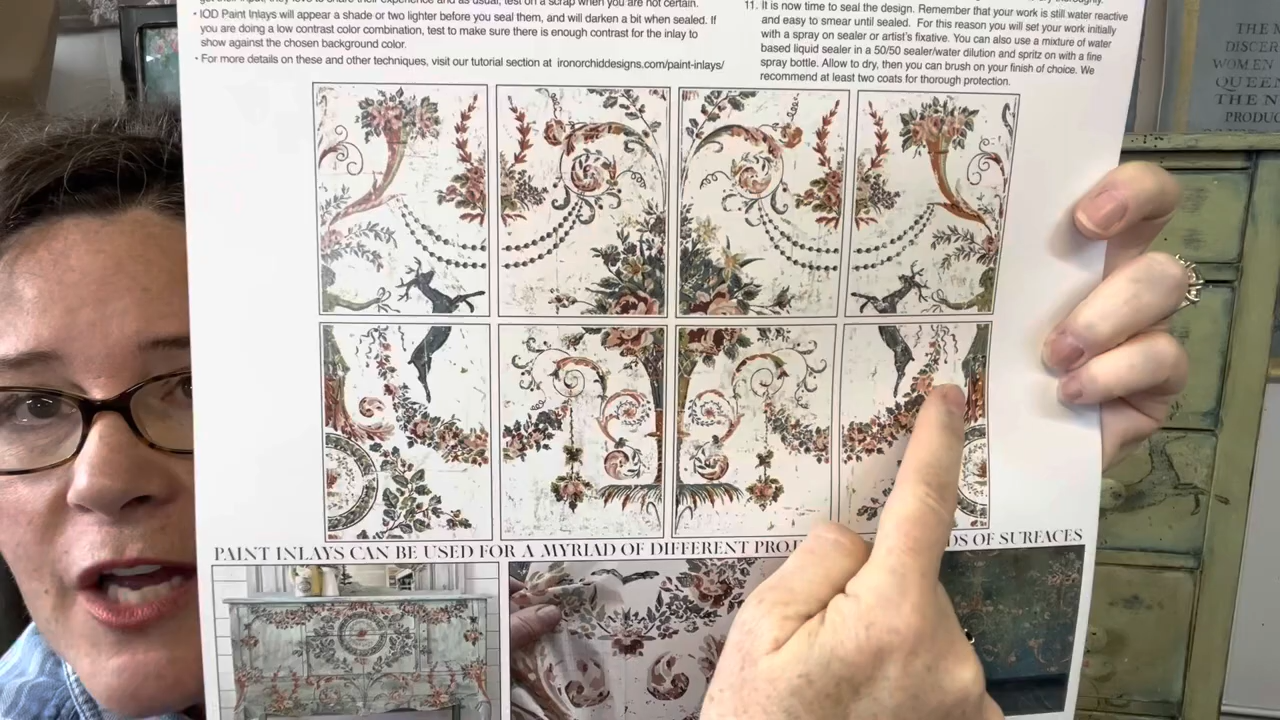 get their input, they love to share their experience and as usual, test on a scrap when you are not certain.
• IOD Paint Inlays will appear a shade or two lighter before you seal them, and will darken a bit when sealed. If
you are doing a low contrast color combination, test to make sure there is enough contrast for the inlay to
show against the chosen background color.
• For more details on these and other techniques, visit our tutorial section at ironorchiddesigns.com/paint-inlays/
11. It is now time to seal the design. Remember that your work is still water reactive
and easy to smear until sealed. For this reason you will set your work initially
with a spray on sealer or artist's fixative. You can also use a mixture of water
based liquid sealer in a 50/50 sealer/water dilution and spritz on with a fine
spray bottle. Allow to dry, then you can brush on your finish of choice. We
recommend at least two coats for thorough protection.
PAINT INLAYS CAN BE USED FOR A MYRIAD OF DIFFERENT PROJ DS OF SURFACES
THE
DISCER
WOMEN
QUEE
THE N
PRODUC